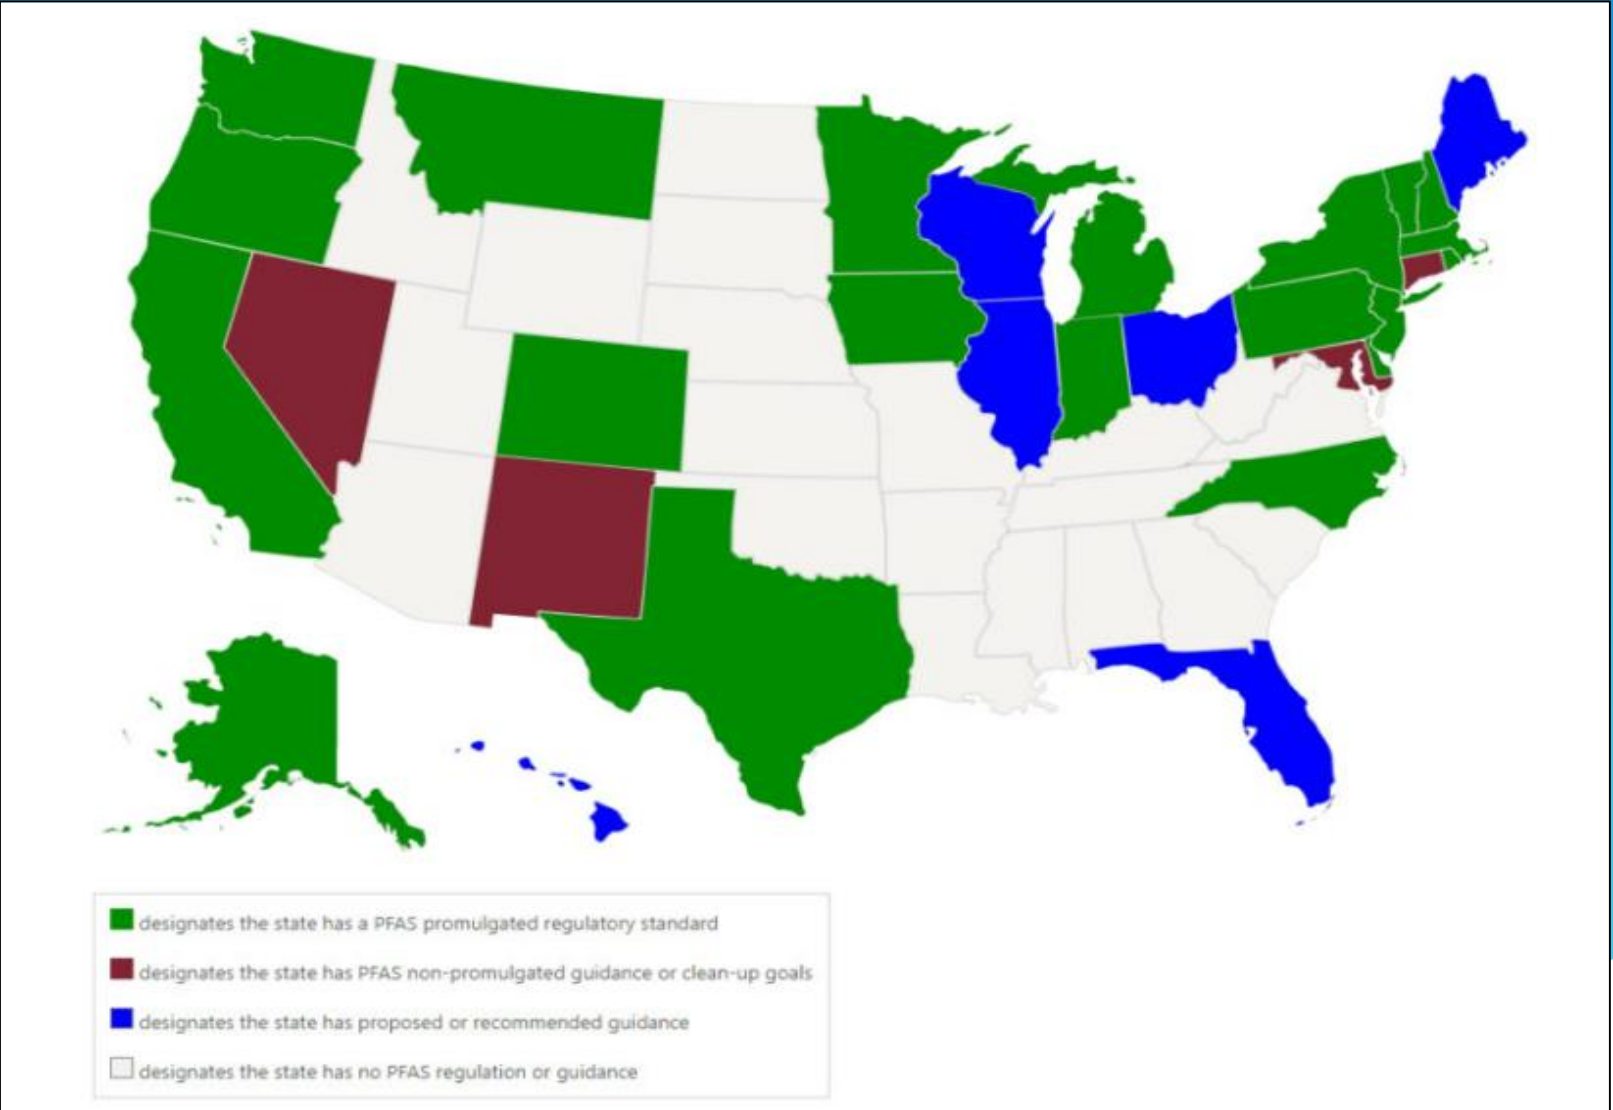 designates the state has a PFAS promulgated regulatory standard
designates the state has PFAS non-promulgated guidance or clean-up goals
designates the state has proposed or recommended guidance
designates the state has no PFAS regulation or guidance